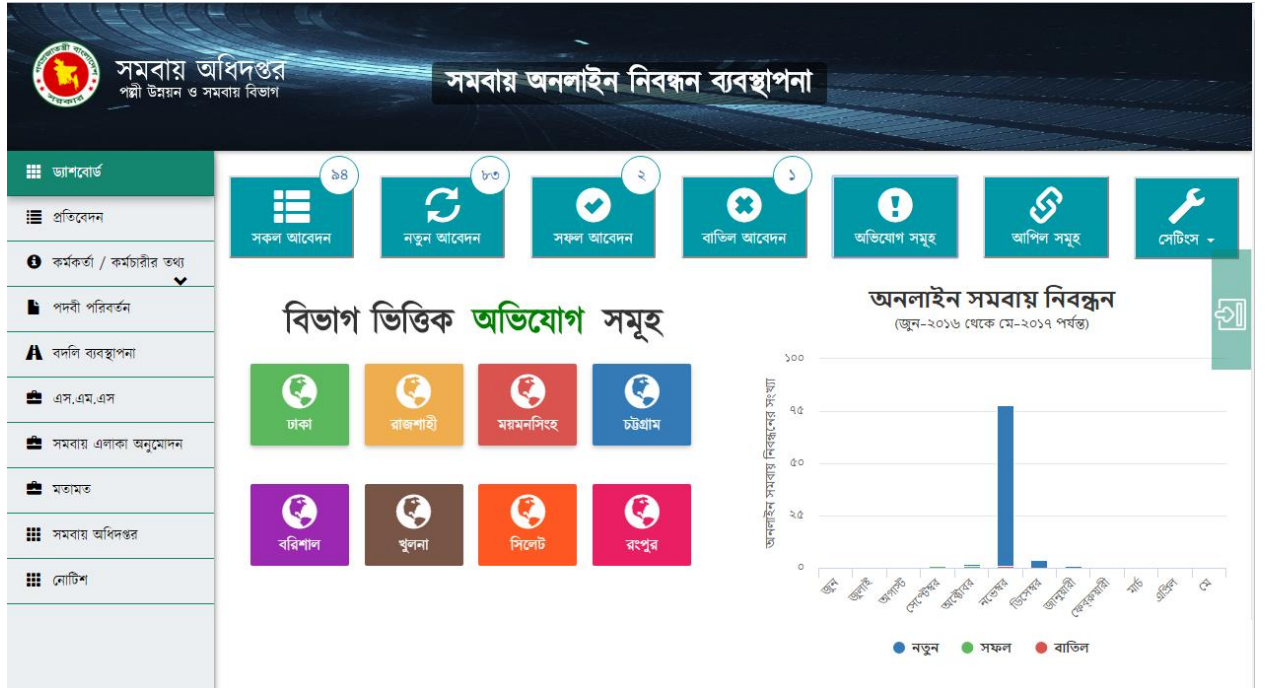 সমবায় অধিদপ্তর
পল্লী উন্নয়ন ও সমবায় বিভাগ
সমবায় অনলাইন নিবন্ধন ব্যবস্থাপনা
ড্যাশবোর্ড
প্রতিবেদন
কর্মকর্তা / কর্মচারীর তথ্য
পদবী পরিবর্তন
বদলি ব্যবস্থাপনা
এস.এম.এস
সমবায় এলাকা অনুমোদন
মতামত
সমবায় অধিদপ্তর
নোটিশ
৯৪
সকল আবেদন
৮৩
নতুন আবেদন
২
সফল আবেদন
১
বাতিল আবেদন
অভিযোগ সমূহ
আপিল সমূহ
সেটিংস
বিভাগ ভিত্তিক অভিযোগ সমূহ
ঢাকা
রাজশাহী
ময়মনসিংহ
চট্টগ্রাম
বরিশাল
খুলনা
সিলেট
রংপুর
অনলাইন সমবায় নিবন্ধন
(জুন-২০১৬ থেকে মে-২০১৭ পর্যন্ত)
অনলাইন সমবায় নিবন্ধনের সংখ্যা
১০০
৭৫
৫০
২৫
০
জুন
জুলাই
অগাস্ট
সেপ্টেম্বর
অক্টোবর
নভেম্বর
ডিসেম্বর
জানুয়ারী
ফেব্রুয়ারী
মার্চ
এপ্রিল
মে
নতুন সফল বাতিল